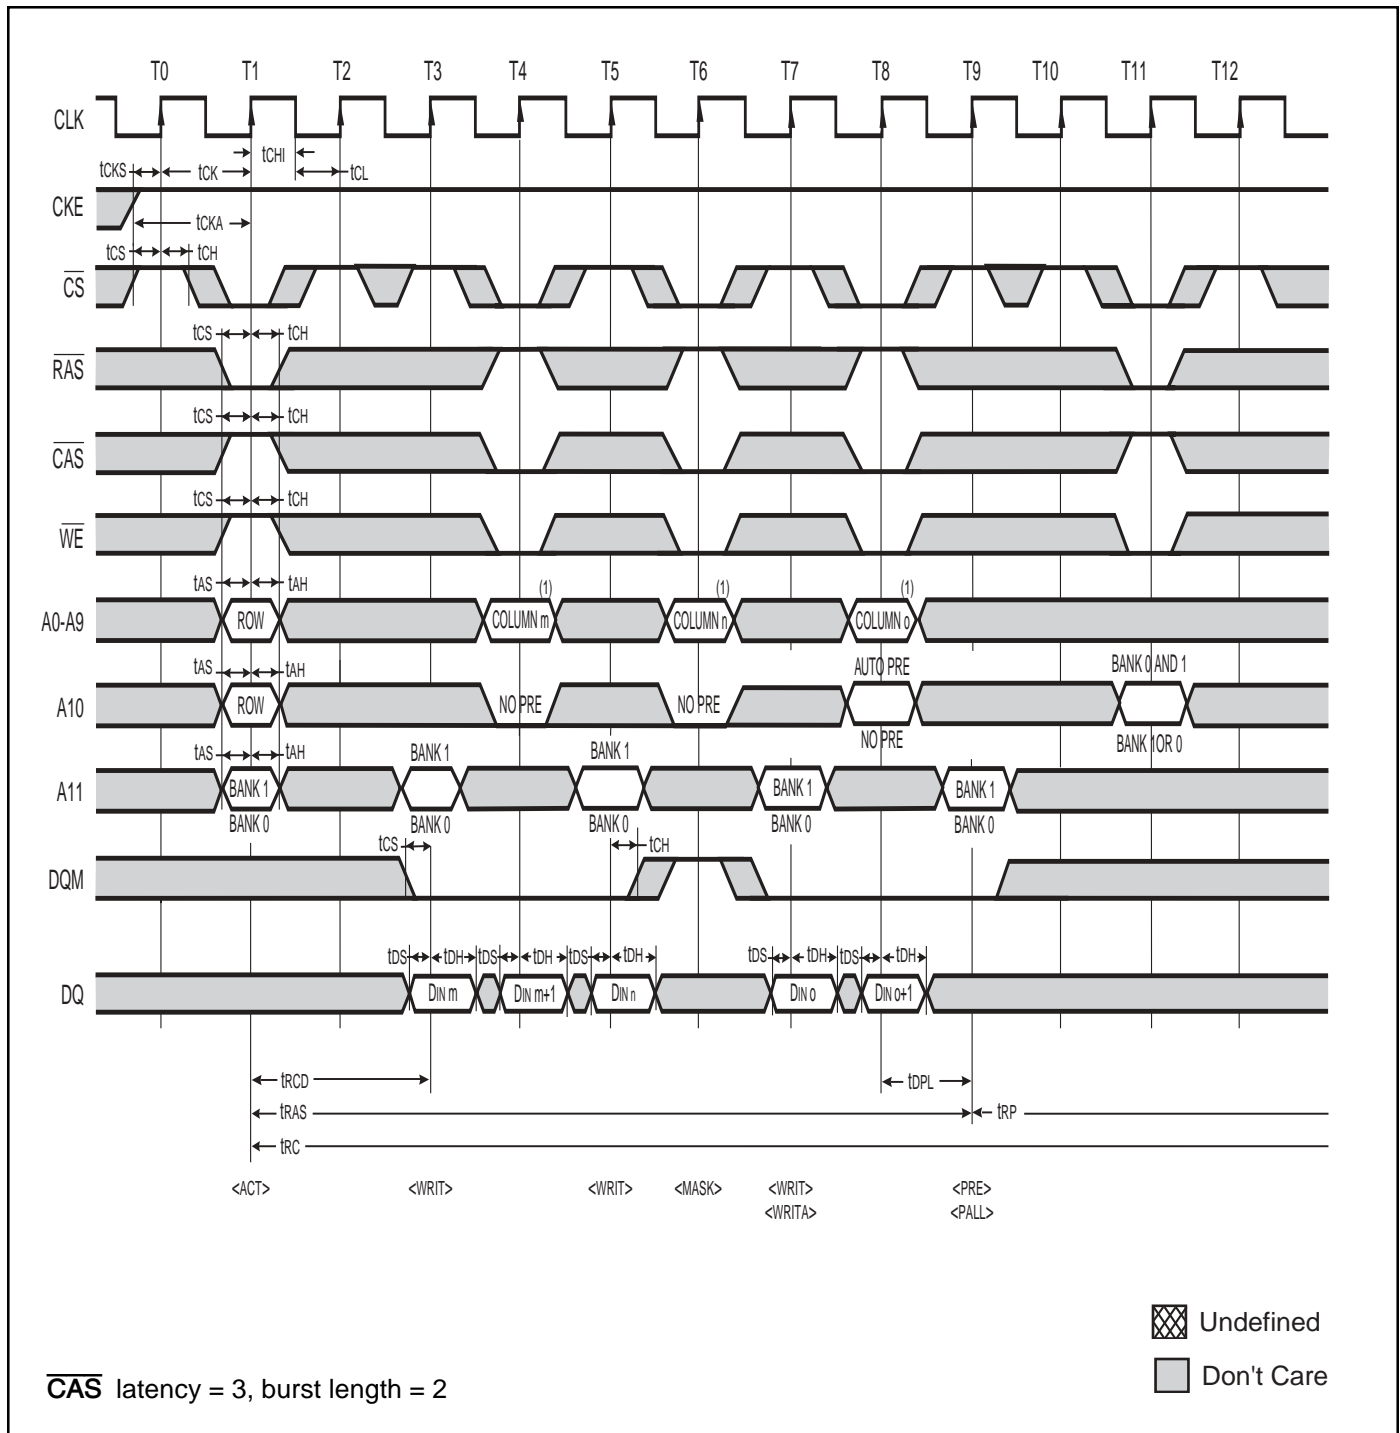 T0 T1 T2 T3 T4 T5 T6 T7 T8 T9 T10 T11 T12
CLK
tCHI
tCKS tCK tCL
CKE
tCKA
tCS tCH
CS
tCS tCH
RAS
tCS tCH
CAS
tCS tCH
WE
tAS tAH (1) (1) (1)
A0-A9 ROW COLUMN m COLUMN n COLUMN o
tAS tAH AUTO PRE BANK 0 AND 1
A10 ROW NO PRE NO PRE
NO PRE BANK 1OR 0
tAS tAH BANK 1 BANK 1
A11 BANK 1 BANK 1 BANK 1
BANK 0 BANK 0 BANK 0 BANK 0 BANK 0
tCS tCH
DQM
tDS tDH tDS tDH tDS tDH tDS tDH tDS tDH
DQ DIN m DIN m+1 DIN n DIN o DIN o+1
tRCD tDPL
tRAS tRP
tRC
<ACT> <WRIT> <WRIT> <MASK> <WRIT> <PRE>
<WRITA> <PALL>
Undefined
Don't Care
CAS latency = 3, burst length = 2